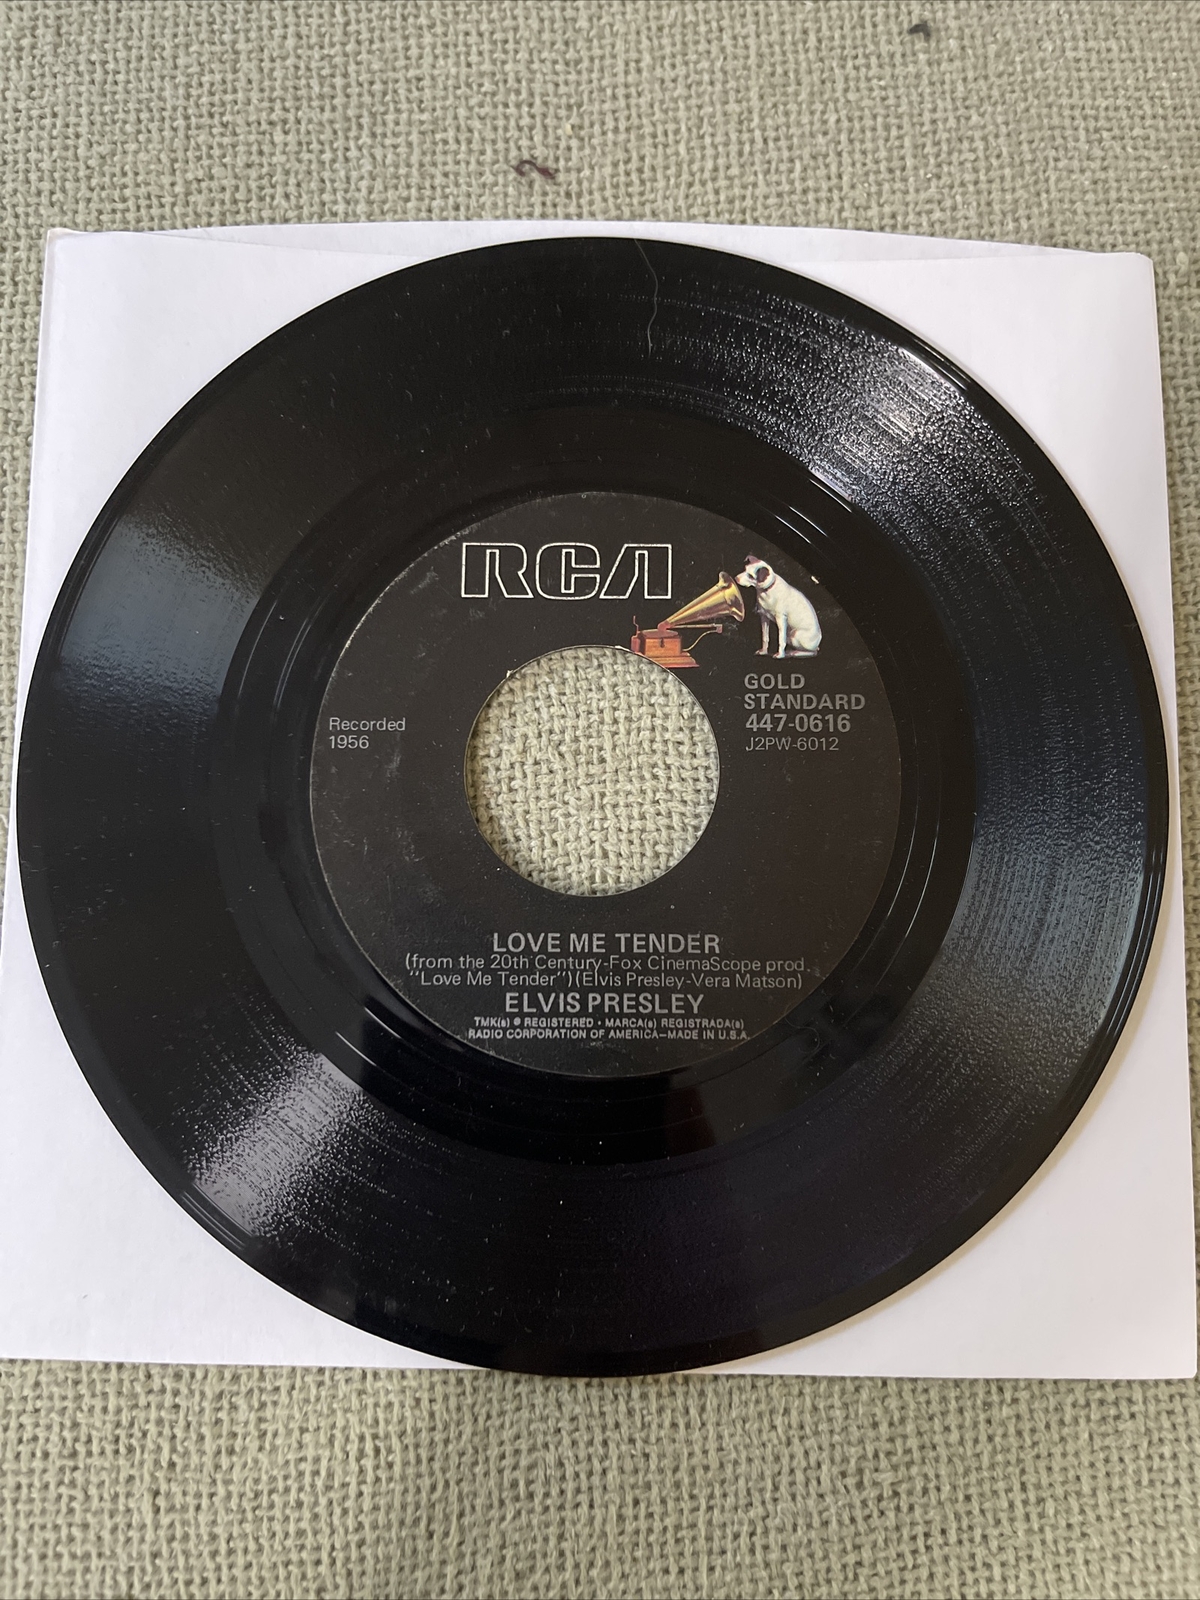 RCA
GOLD
STANDARD
447-0616
J2PW-6012
Recorded
1956
LOVE ME TENDER
(from the 20th Century-Fox CinemaScope prod.
"Love Me Tender")(Elvis Presley-Vera Matson)
ELVIS PRESLEY
TMK(s) ® REGISTERED • MARCA(s) REGISTRADA(s)
RADIO CORPORATION OF AMERICA—MADE IN U.S.A.